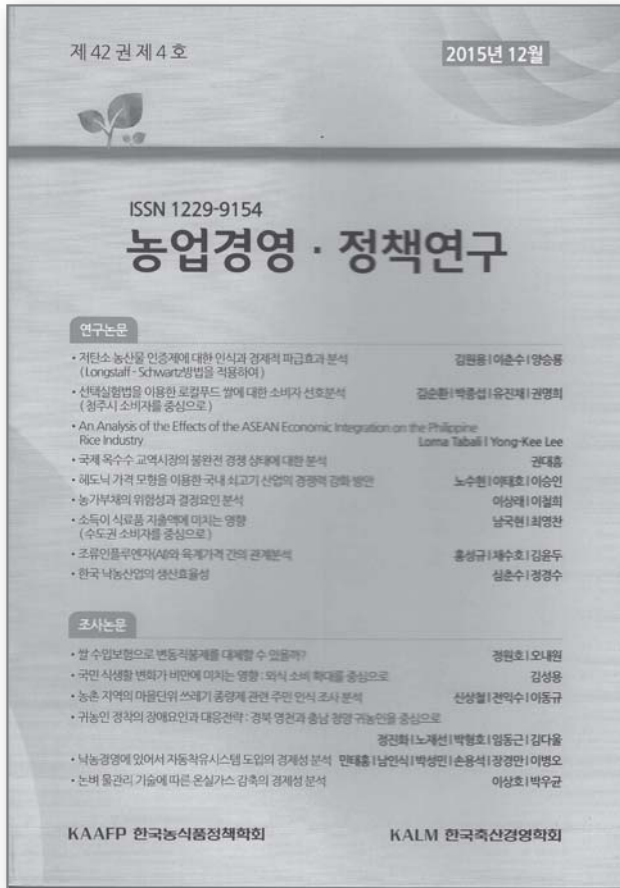 제 42 권 제 4 호
2015년 12월
ISSN 1229-9154
농업경영 · 정책연구
연구논문
• 저탄소 농산물 인증제에 대한 인식과 경제적 파급효과 분석 김원용 | 이춘수 | 양승룡
(Longstaff - Schwartz방법을 적용하여)
• 선택실험법을 이용한 로컬푸드 쌀에 대한 소비자 선호분석 김순환 | 박종섭 | 유진채 | 권명희
(청주시 소비자를 중심으로)
• An Analysis of the Effects of the ASEAN Economic Integration on the Philippine
Rice Industry Lorna Tabali | Yong-Kee Lee
• 국제 옥수수 교역시장의 불완전 경쟁 상태에 대한 분석 권대흠
• 헤도닉 가격 모형을 이용한 국내 쇠고기 산업의 경쟁력 강화 방안 노수현 | 이태호 | 이승인
• 농가부채의 위험성과 결정요인 분석 이상래 | 이철희
• 소득이 식료품 지출액에 미치는 영향 남국현 | 최영찬
(수도권 소비자를 중심으로)
• 조류인플루엔자(AI)와 육계가격 간의 관계분석 홍성규 | 채수호 | 김윤두
• 한국 낙농산업의 생산효율성 심춘수 | 정경수
조사논문
• 쌀 수입보험으로 변동직불제를 대체할 수 있을까? 정원호 | 오내원
• 국민 식생활 변화가 비만에 미치는 영향 : 외식 소비 확대를 중심으로 김성용
• 농촌 지역의 마을단위 쓰레기 종량제 관련 주민 인식 조사 분석 신상철 | 전익수 | 이동규
• 귀농인 정착의 장애요인과 대응전략 : 경북 영천과 충남 청양 귀농인을 중심으로
정진화 | 노재선 | 박형호 | 임동근 | 김다울
• 낙농경영에 있어서 자동착유시스템 도입의 경제성 분석 민태홍 | 남인식 | 박성민 | 손용석 | 장경만 | 이병오
• 논벼 물관리 기술에 따른 온실가스 감축의 경제성 분석 이상호 | 박우균
KAAFP 한국농식품정책학회 KALM 한국축산경영학회